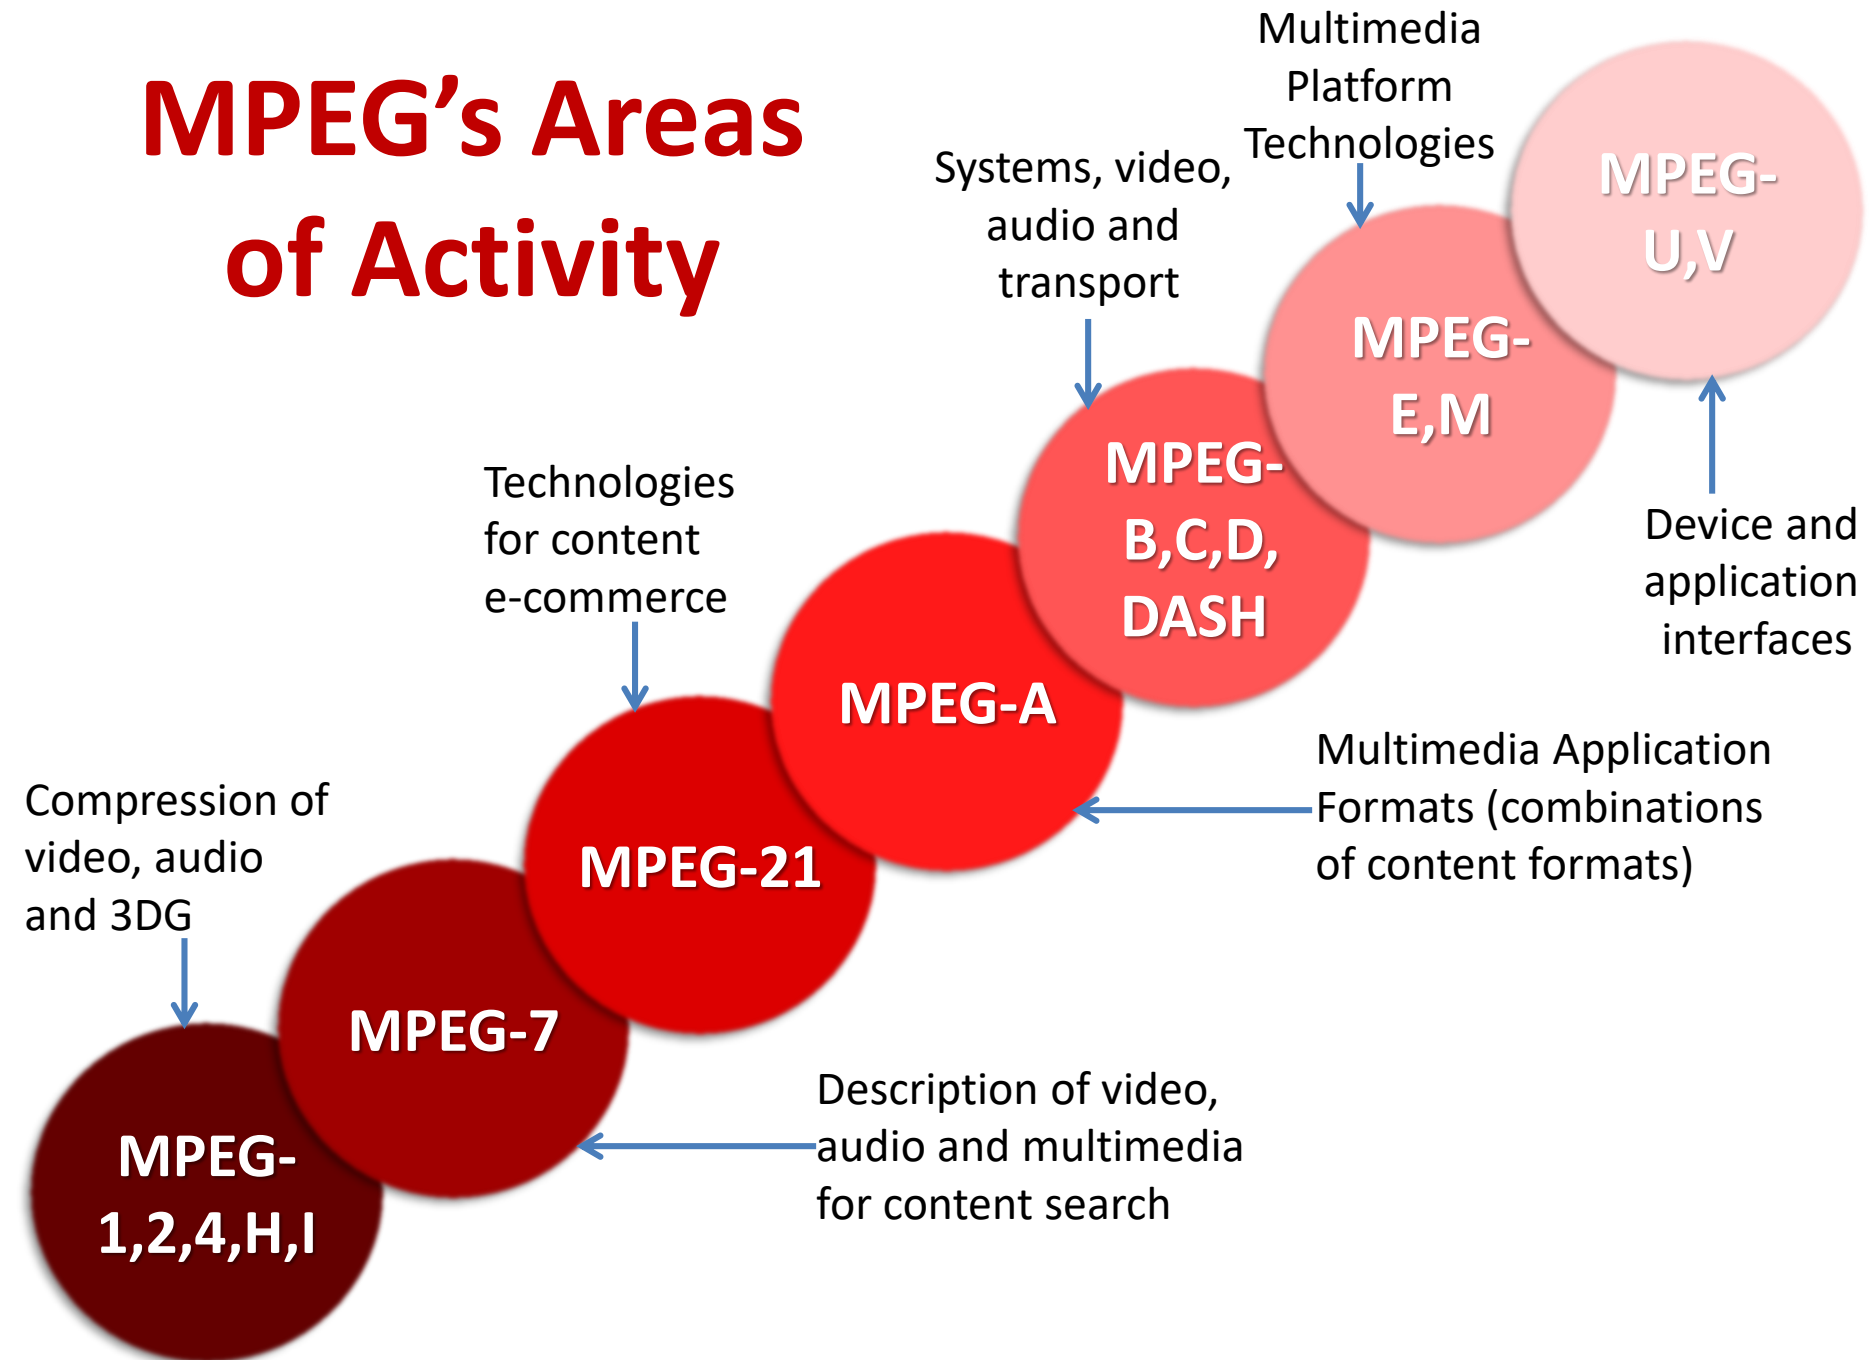 MPEG's Areas
of Activity
Multimedia
Platform
Technologies
Systems, video,
audio and
transport
MPEG-
U,V
MPEG-
E,M
MPEG-
B,C,D,
DASH
Device and
application
interfaces
Technologies
for content
e-commerce
MPEG-A
Multimedia Application
Formats (combinations
of content formats)
MPEG-21
Compression of
video, audio
and 3DG
MPEG-7
Description of video,
audio and multimedia
for content search
MPEG-
1,2,4,H,I